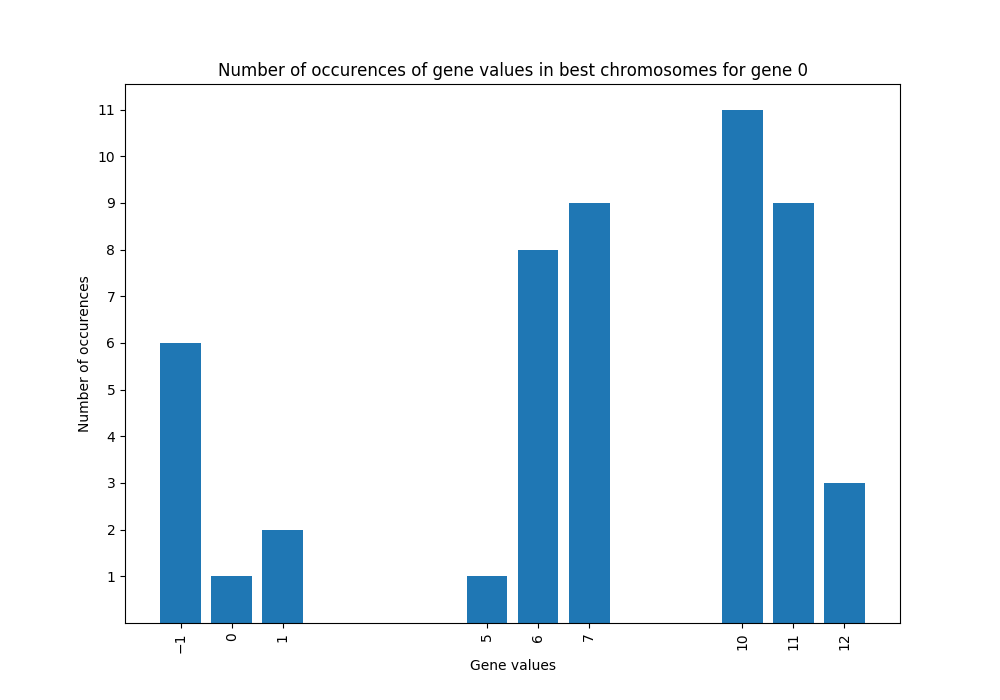 Number of occurences of gene values in best chromosomes for gene 0
11
10
9
8
7
6
5
4
3
2
1
Number of occurences
−1 0 1 5 6 7 10 11 12
Gene values